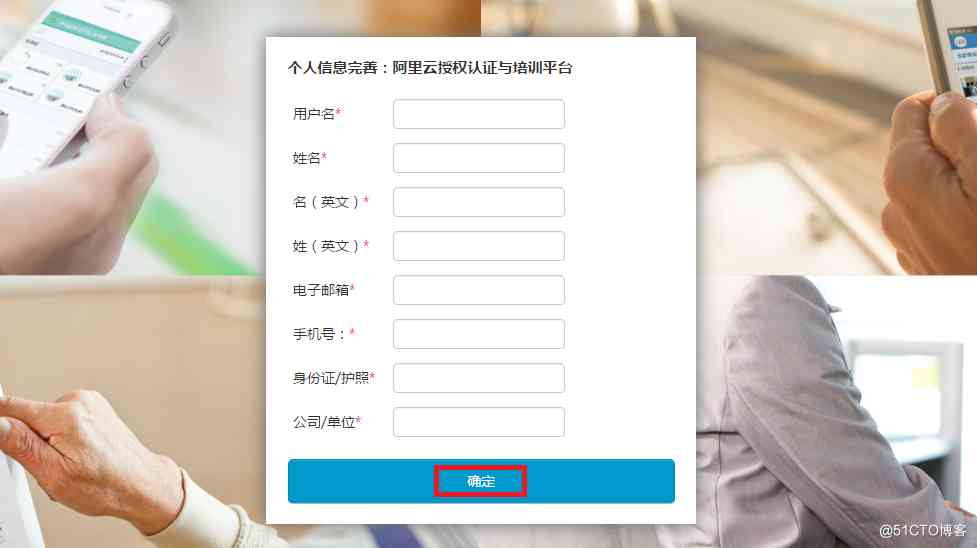 个人信息完善：阿里云授权认证与培训平台
用户名*
姓名*
名（英文）*
姓（英文）*
电子邮箱*
手机号：*
身份证/护照*
公司/单位*
确定
@51CTO博客